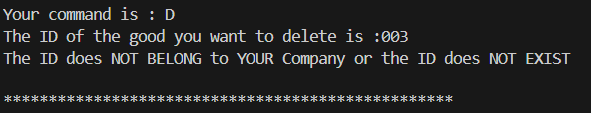 Your command is : D
The ID of the good you want to delete is :003
The ID does NOT BELONG to YOUR Company or the ID does NOT EXIST
**************************************************